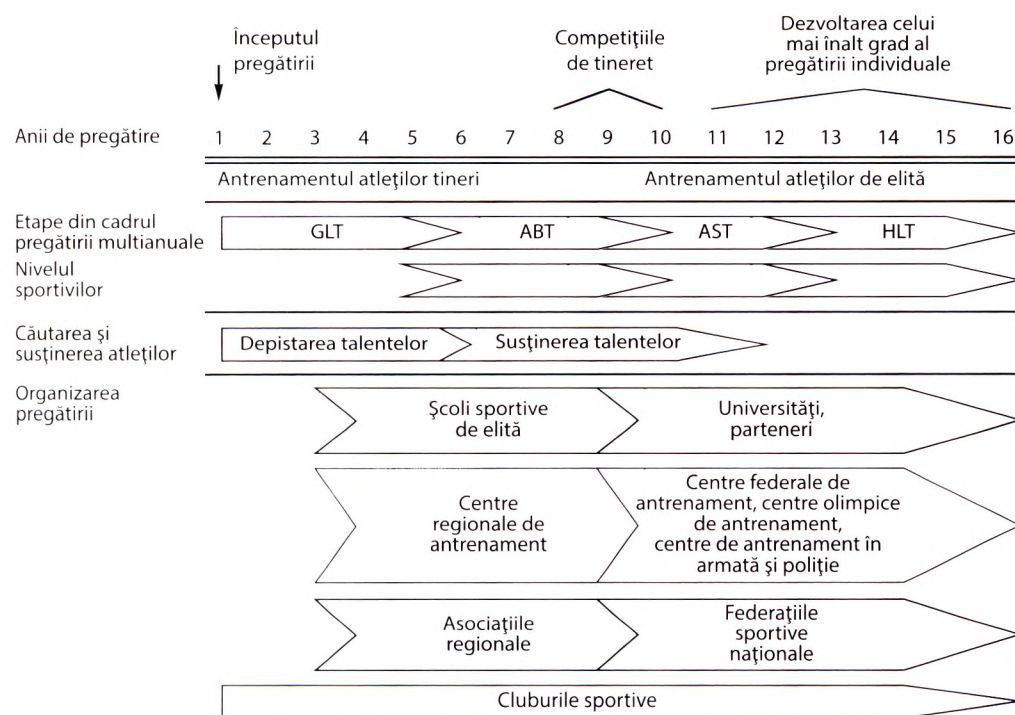 Începutul
pregătirii
Competiţiile
de tineret
Dezvoltarea celui
mai înalt grad al
pregătirii individuale
Anii de pregătire 1 2 3 4 5 6 7 8 9 10 11 12 13 14 15 16
Antrenamentul atleţilor tineri Antrenamentul atleţilor de elită
Etape din cadrul
pregătirii multianuale
GLT ABT AST HLT
Nivelul
sportivilor
Căutarea şi
susţinerea atleţilor
Depistarea talentelor Susţinerea talentelor
Organizarea
pregătirii
Şcoli sportive
de elită
Universităţi,
parteneri
Centre
regionale de
antrenament
Centre federale de
antrenament, centre olimpice
de antrenament,
centre de antrenament în
armată şi poliţie
Asociaţiile
regionale
Federaţiile
sportive
naţionale
Cluburile sportive